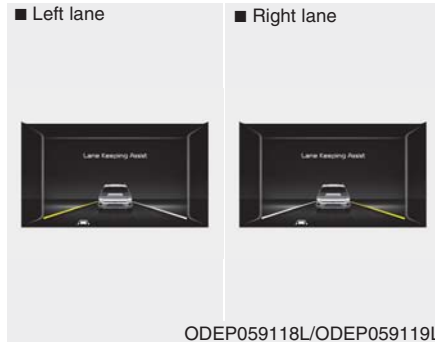 ■ Left lane
■ Right lane
Lane Keeping Assist
Lane Keeping Assist
ODEP059118L/ODEP059119L